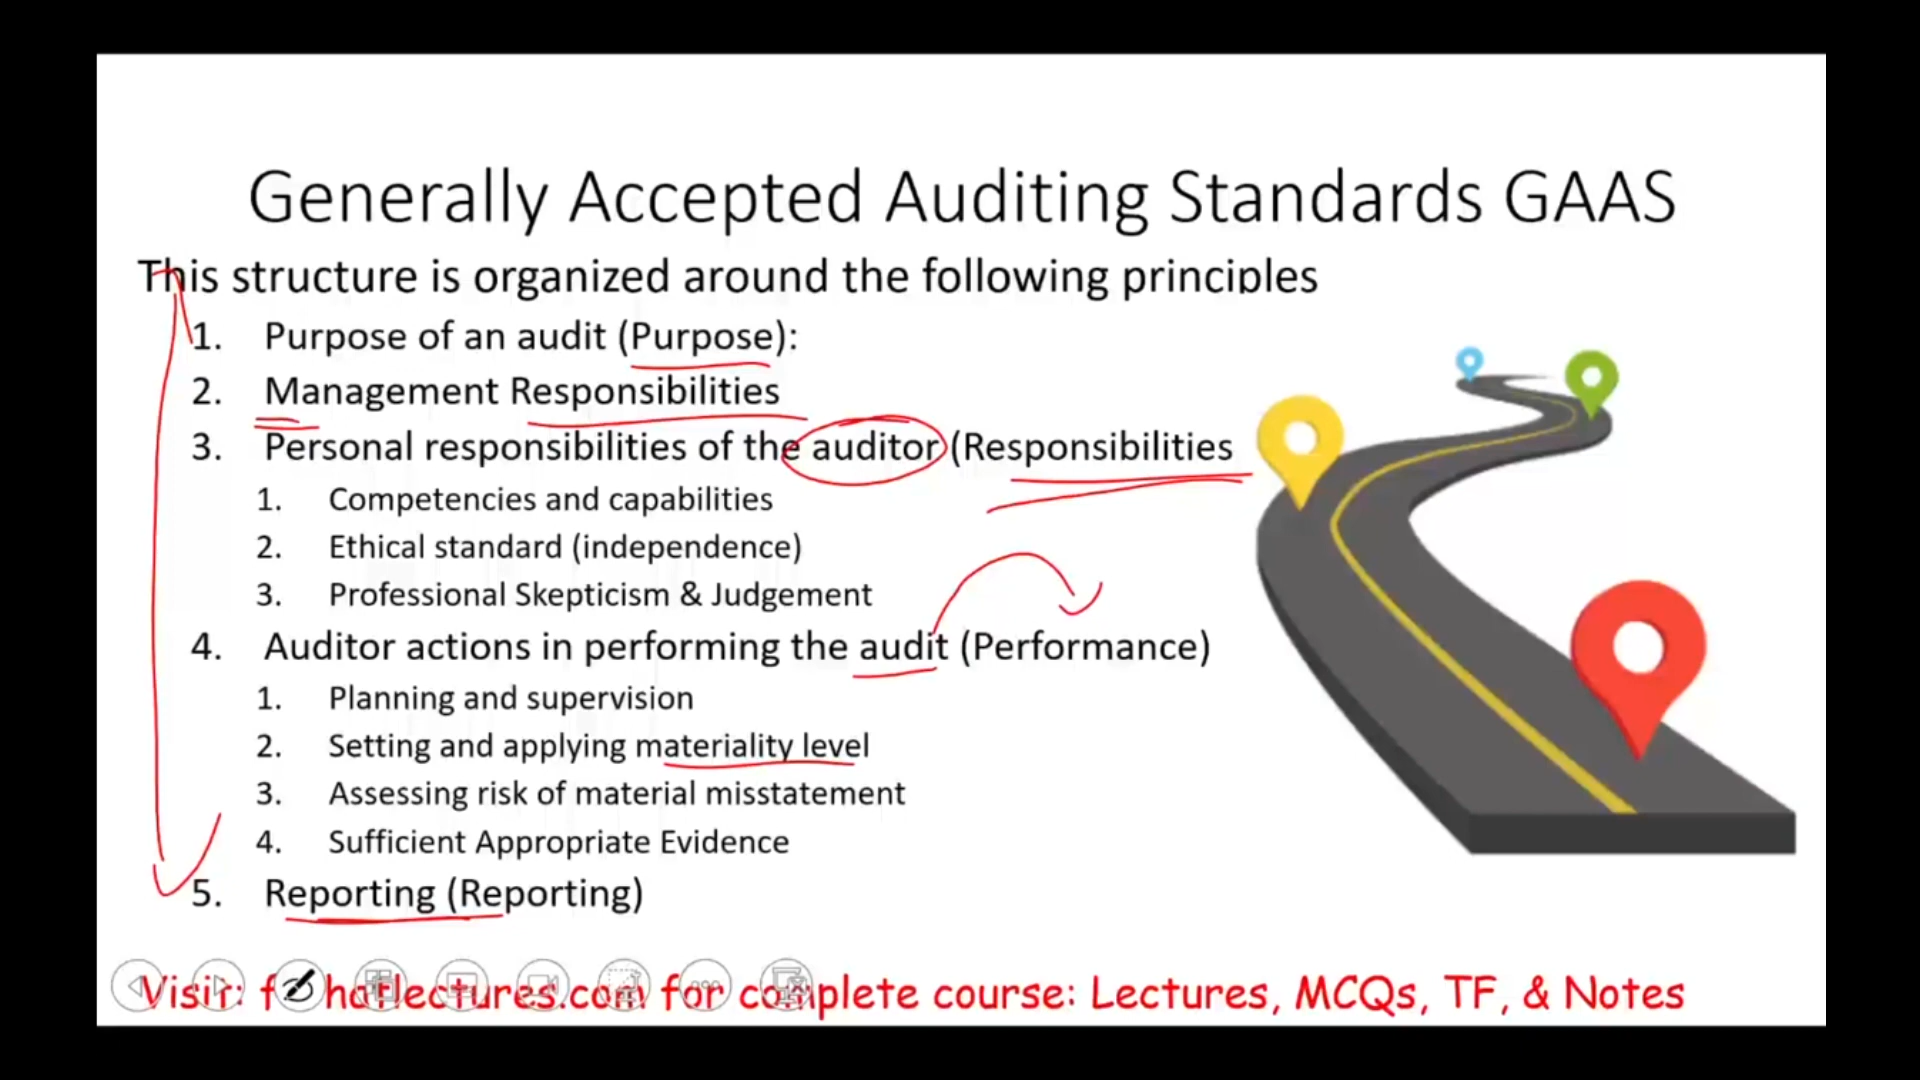 Generally Accepted Auditing Standards GAAS
This structure is organized around the following principles
1. Purpose of an audit (Purpose):
2. Management Responsibilities
3. Personal responsibilities of the auditor (Responsibilities
1. Competencies and capabilities
2. Ethical standard (independence)
3. Professional Skepticism & Judgement
4. Auditor actions in performing the audit (Performance)
1. Planning and supervision
2. Setting and applying materiality level
3. Assessing risk of material misstatement
4. Sufficient Appropriate Evidence
5. Reporting (Reporting)
Visit: for complete course: Lectures, MCQs, TF, & Notes